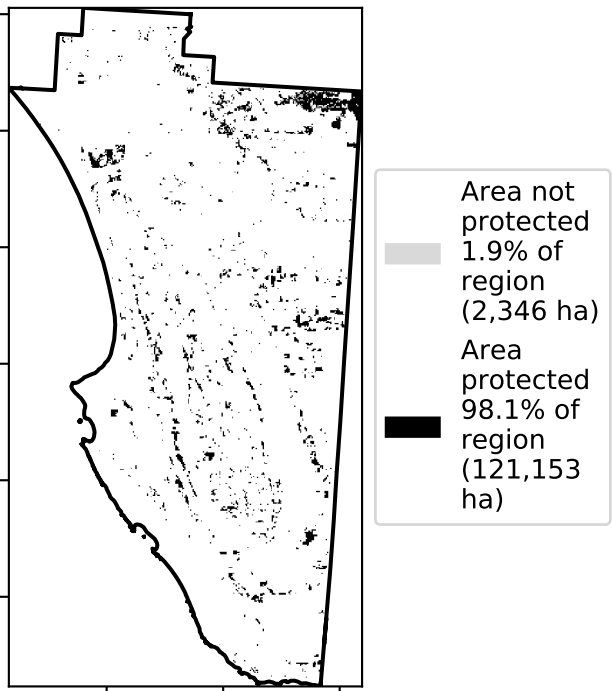 Area not
protected
1.9% of
region
(2,346 ha)
Area
protected
98.1% of
region
(121,153
ha)